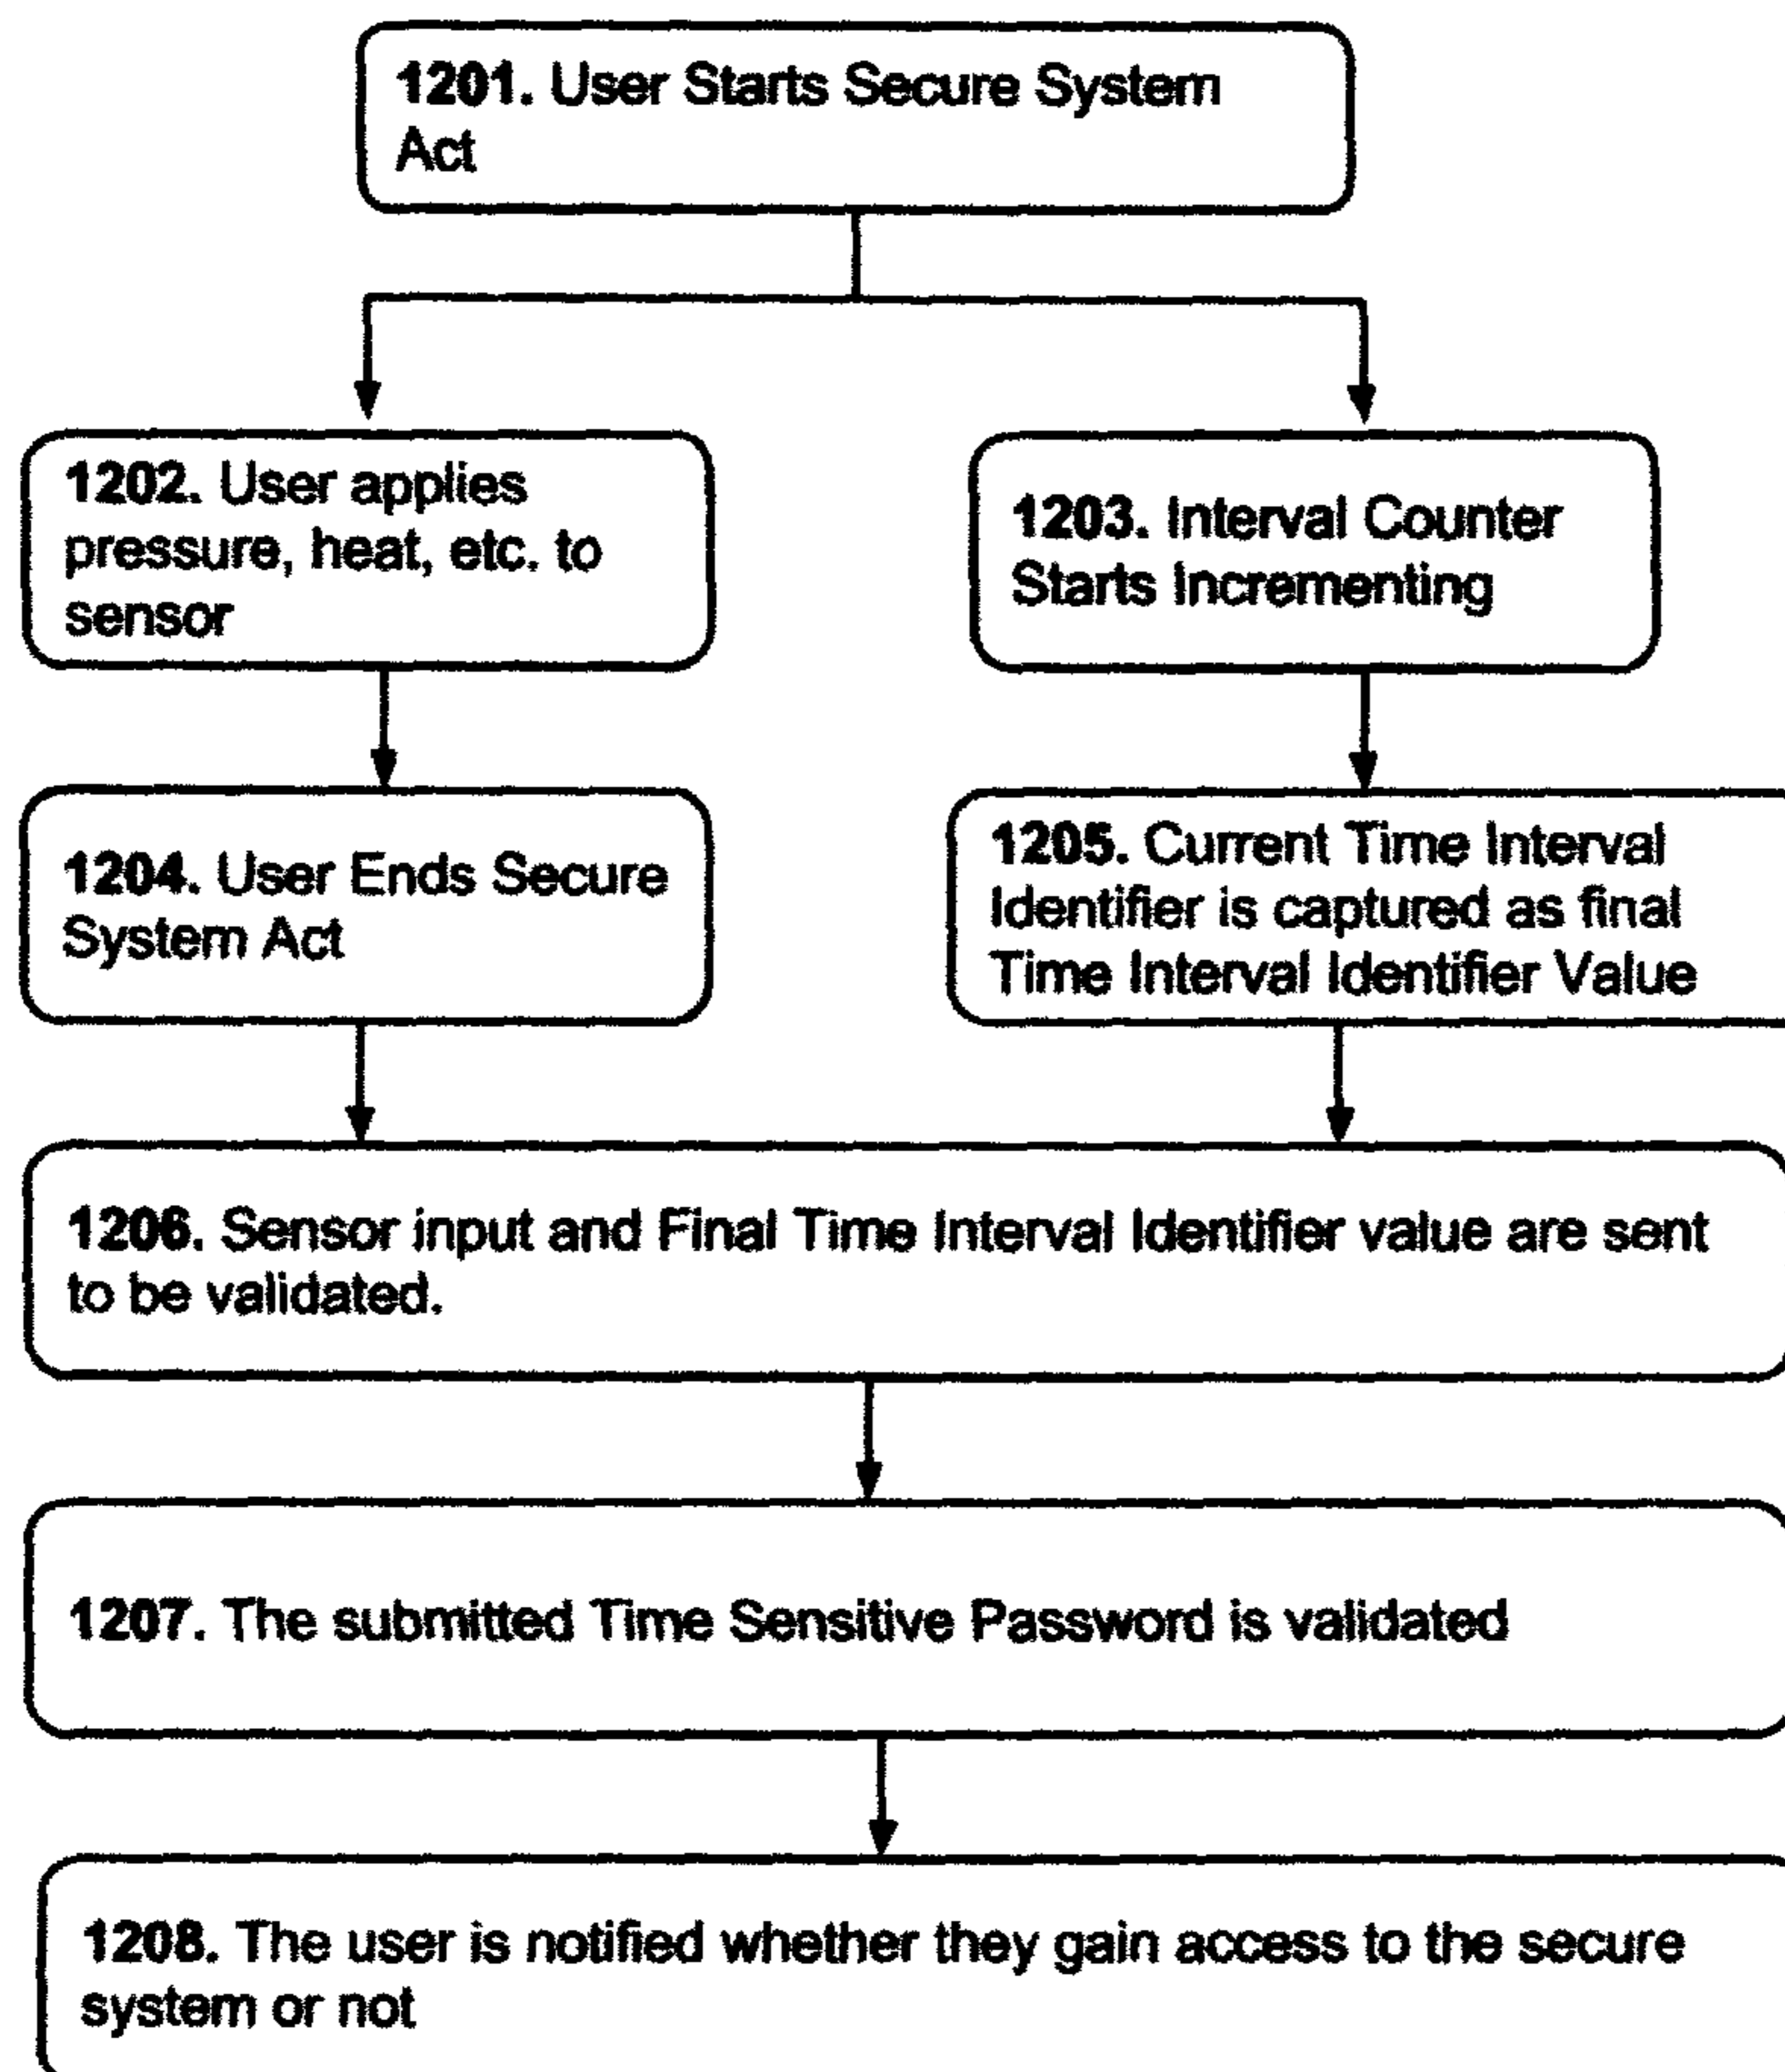 1201. User Starts Secure System
Act
1202. User applies
pressure, heat, etc. to
sensor
1203. Interval Counter
Starts Incrementing
1204. User Ends Secure
System Act
1205. Current Time Interval
Identifier is captured as final
Time Interval Identifier Value
1206. Sensor input and Final Time Interval Identifier value are sent
to be validated.
1207. The submitted Time Sensitive Password is validated
1208. The user is notified whether they gain access to the secure
system or not